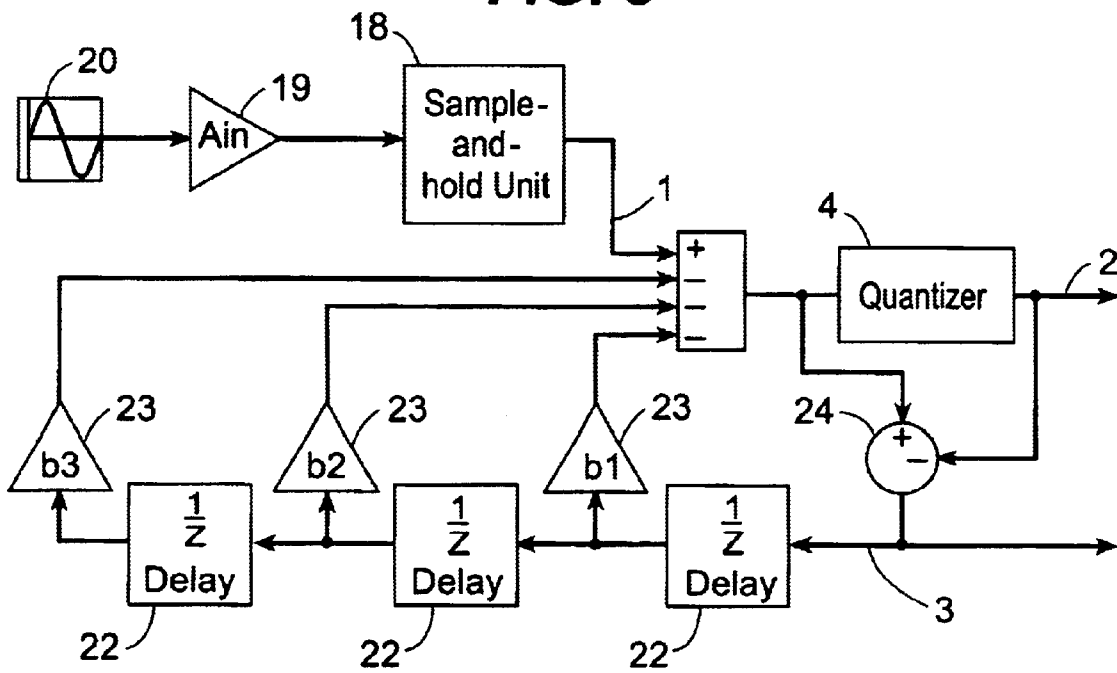 18
20
19
Ain
Sample-
and-
hold Unit
1
4
2
+
−
−
−
Quantizer
23
23
23
24
+
−
b3
b2
b1
1/Z
Delay
1/Z
Delay
1/Z
Delay
3
22
22
22